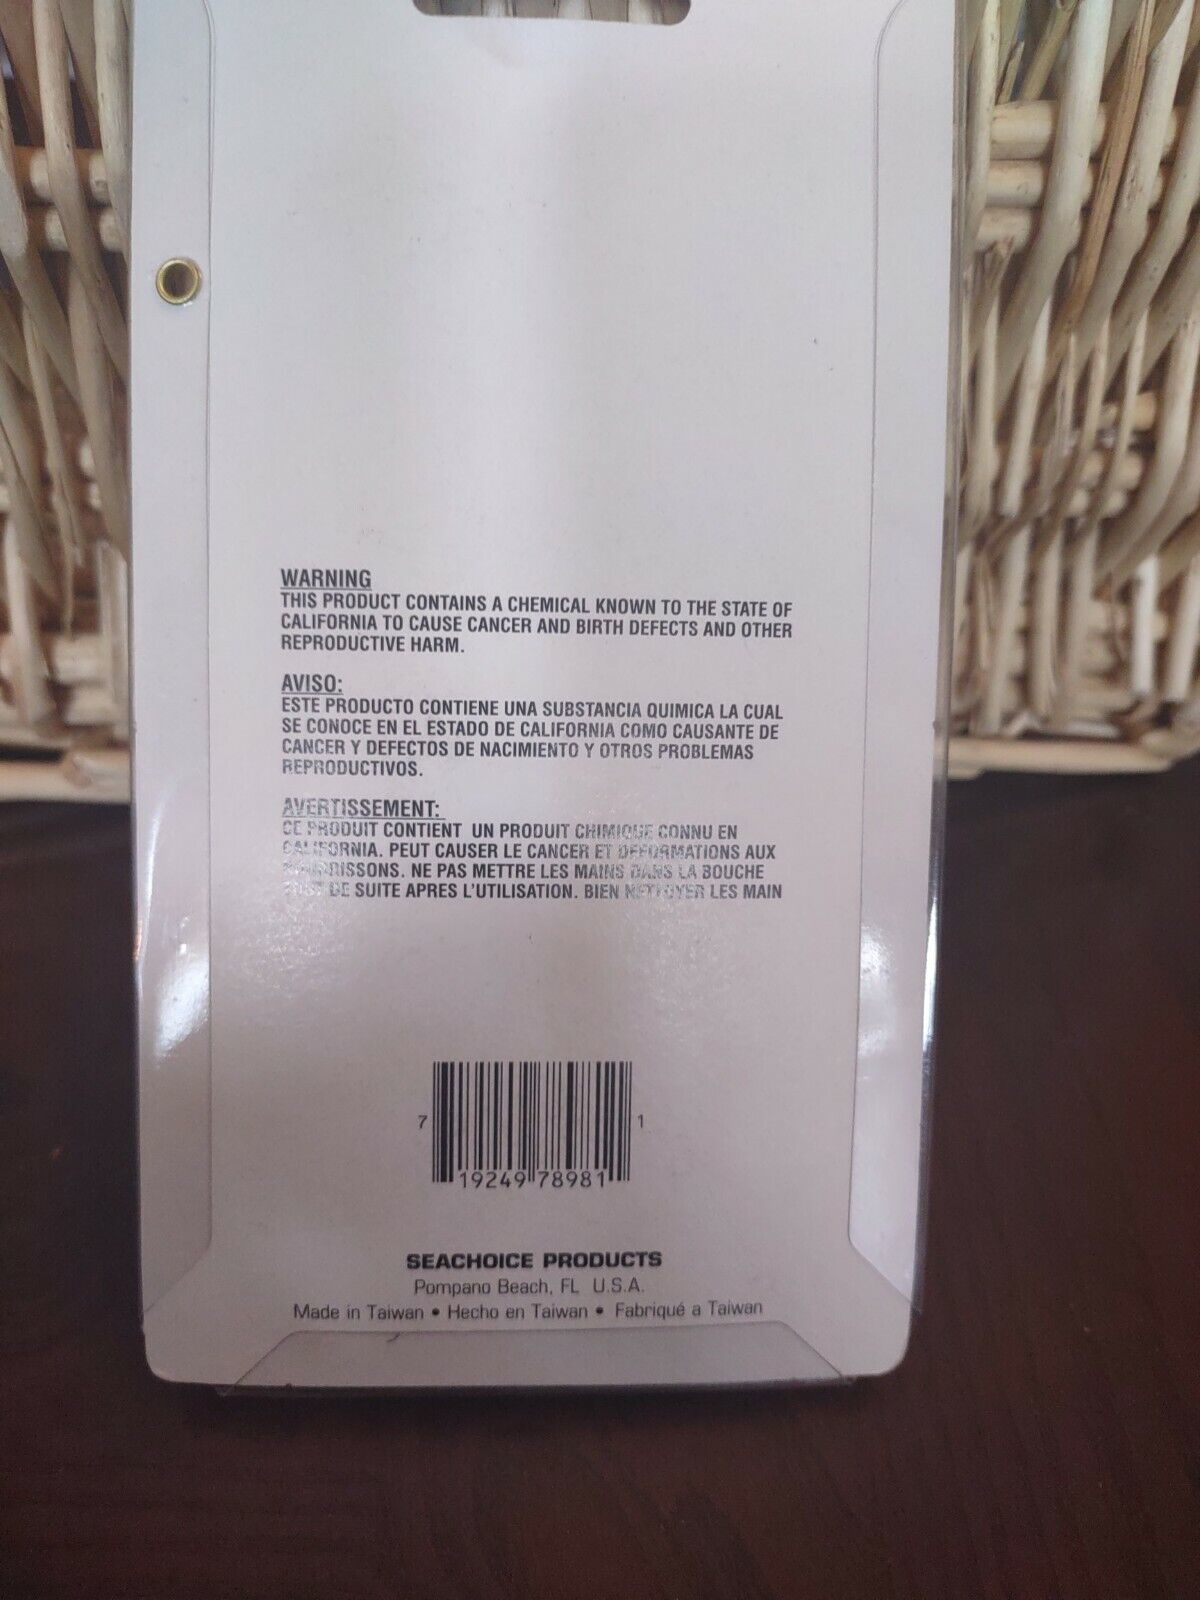 WARNING
THIS PRODUCT CONTAINS A CHEMICAL KNOWN TO THE STATE OF
CALIFORNIA TO CAUSE CANCER AND BIRTH DEFECTS AND OTHER
REPRODUCTIVE HARM.
AVISO:
ESTE PRODUCTO CONTIENE UNA SUBSTANCIA QUIMICA LA CUAL
SE CONOCE EN EL ESTADO DE CALIFORNIA COMO CAUSANTE DE
CANCER Y DEFECTOS DE NACIMIENTO Y OTROS PROBLEMAS
REPRODUCTIVOS.
AVERTISSEMENT:
CE PRODUIT CONTIENT UN PRODUIT CHIMIQUE CONNU EN
CALIFORNIA. PEUT CAUSER LE CANCER ET DEFORMATIONS AUX
NE PAS METTRE LES MAINS DANS LA BOUCHE
DE SUITE APRES L'UTILISATION. BIEN NETTOYER LES MAIN
7 19249 78981 1
SEACHOICE PRODUCTS
Pompano Beach, FL U.S.A.
Made in Taiwan • Hecho en Taiwan • Fabriqué a Taiwan